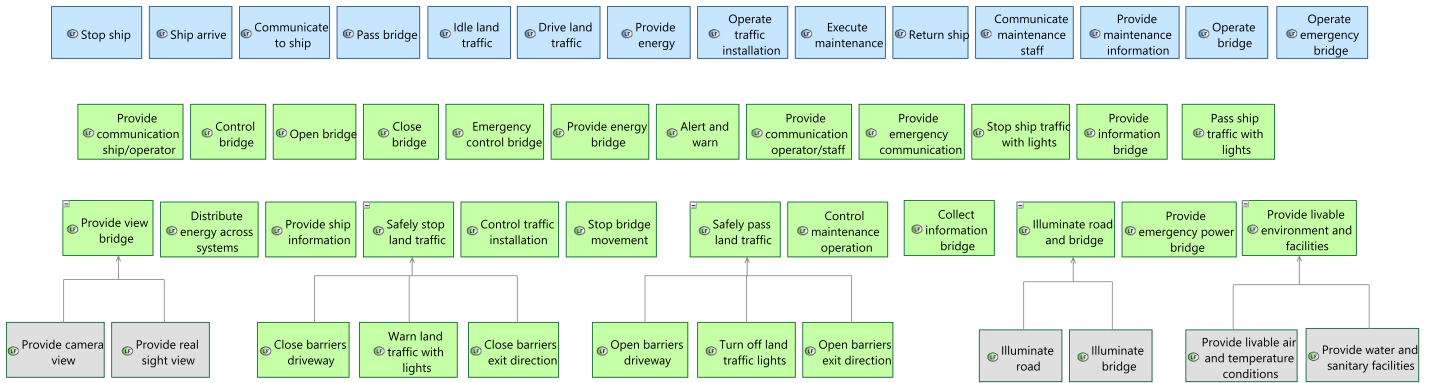 Stop ship
Ship arrive
Communicate
to ship
Pass bridge
Idle land
traffic
Drive land
traffic
Provide
energy
Operate
traffic
installation
Execute
maintenance
Return ship
Communicate
maintenance
staff
Provide
maintenance
information
Operate
bridge
Operate
emergency
bridge
Provide
communication
ship/operator
Control
bridge
Open bridge
Close
bridge
Emergency
control bridge
Provide energy
bridge
Alert and
warn
Provide
communication
operator/staff
Provide
emergency
communication
Stop ship traffic
with lights
Provide
information
bridge
Pass ship
traffic with
lights
Provide view
bridge
Distribute
energy across
systems
Provide ship
information
Safely stop
land traffic
Control traffic
installation
Stop bridge
movement
Safely pass
land traffic
Control
maintenance
operation
Collect
information
bridge
Illuminate road
and bridge
Provide
emergency power
bridge
Provide livable
environment and
facilities
Provide camera
view
Provide real
sight view
Close barriers
driveway
Warn land
traffic with
lights
Close barriers
exit direction
Open barriers
driveway
Turn off land
traffic lights
Open barriers
exit direction
Illuminate
road
Illuminate
bridge
Provide livable air
and temperature
conditions
Provide water and
sanitary facilities